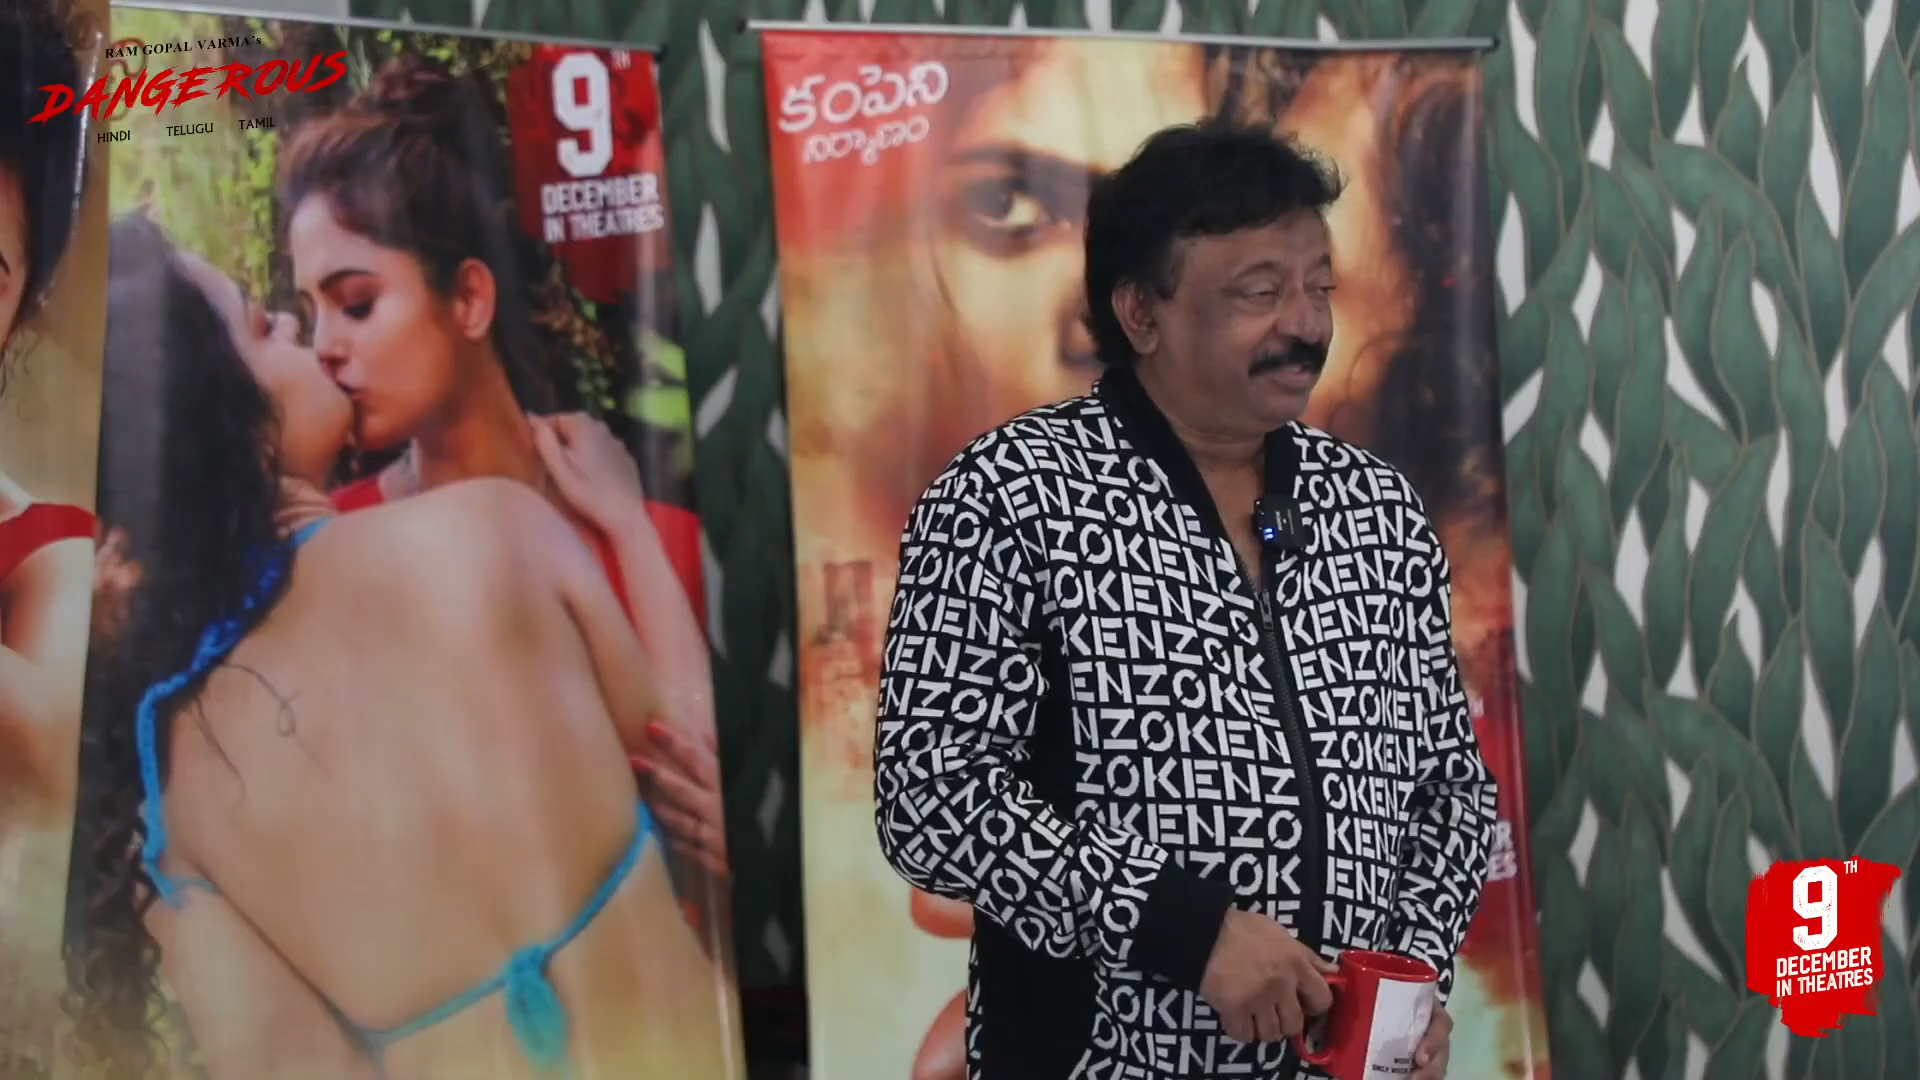 RAM GOPAL VARMA's
DANGEROUS
HINDI TELUGU TAMIL
9TH
DECEMBER
IN THEATRES
కంపెని
నిర్మాణం
KENZO
9TH
DECEMBER
IN THEATRES